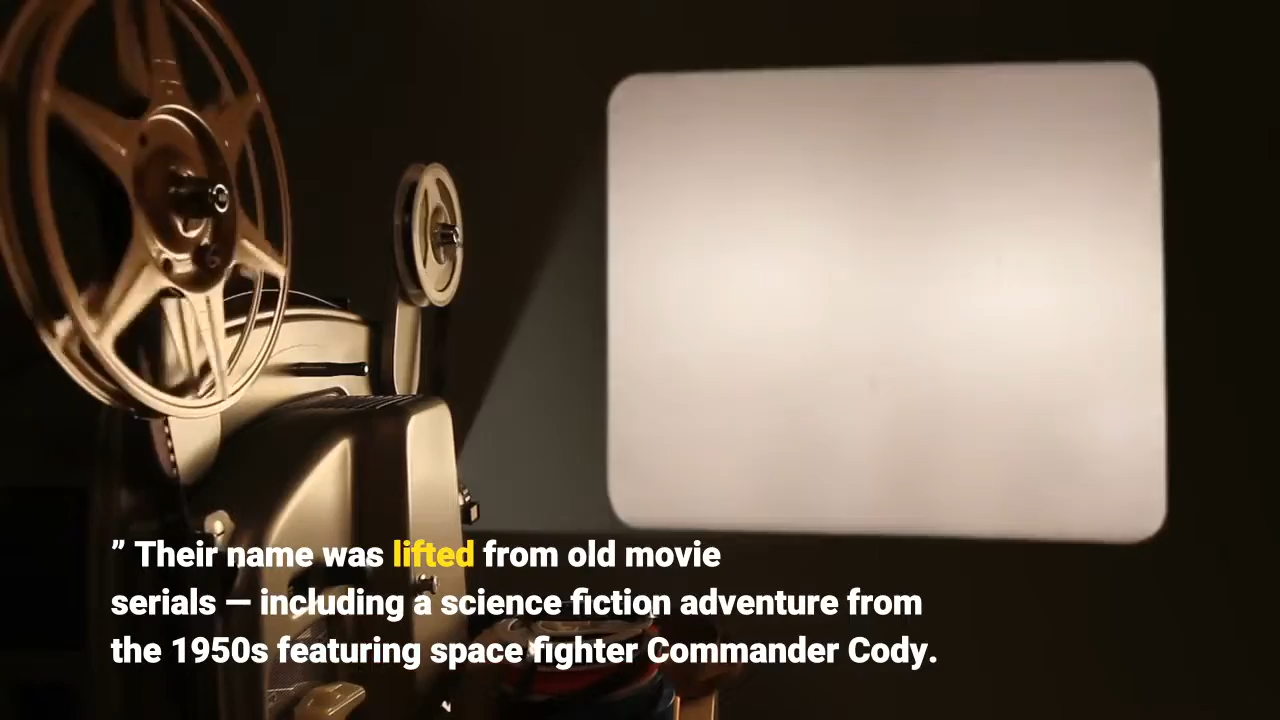 ” Their name was lifted from old movie
serials — including a science fiction adventure from
the 1950s featuring space fighter Commander Cody.